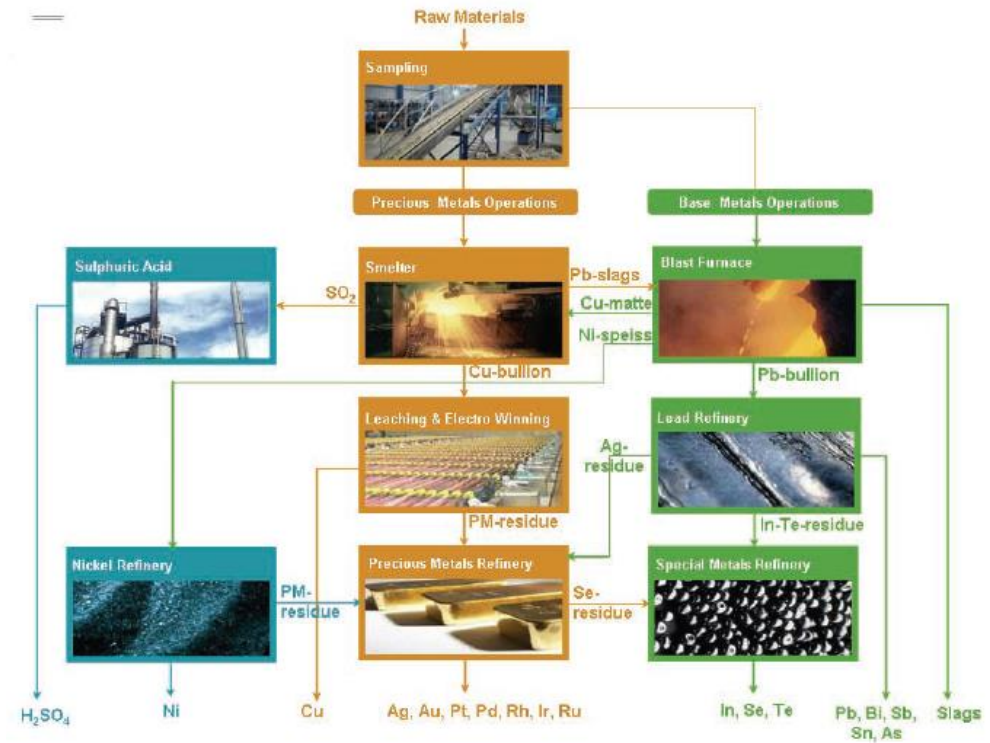 Raw Materials
Sampling
Precious Metals Operations
Base Metals Operations
Sulphuric Acid
Smelter
Blast Furnace
SO2
Pb-slags
Cu-matte
Ni-speiss
Cu-bullion
Pb-bullion
Leaching & Electro Winning
Lead Refinery
Ag-
residue
PM-residue
In-Te-residue
Nickel Refinery
Precious Metals Refinery
Special Metals Refinery
PM-
residue
Se-
residue
H2SO4
Ni
Cu
Ag, Au, Pt, Pd, Rh, Ir, Ru
In, Se, Te
Pb, Bi, Sb,
Sn, As
Slags